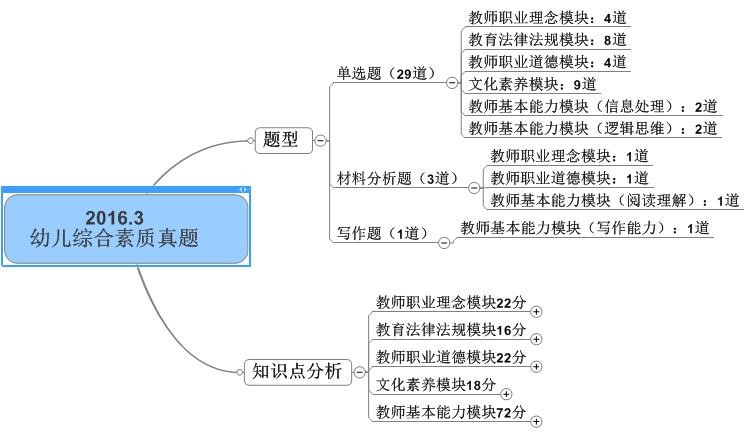 2016.3
幼儿综合素质真题
题型
单选题（29道）
教师职业理念模块：4道
教育法律法规模块：8道
教师职业道德模块：4道
文化素养模块：9道
教师基本能力模块（信息处理）：2道
教师基本能力模块（逻辑思维）：2道
材料分析题（3道）
教师职业理念模块：1道
教师职业道德模块：1道
教师基本能力模块（阅读理解）：1道
写作题（1道）
教师基本能力模块（写作能力）：1道
知识点分析
教师职业理念模块22分
教育法律法规模块16分
教师职业道德模块22分
文化素养模块18分
教师基本能力模块72分